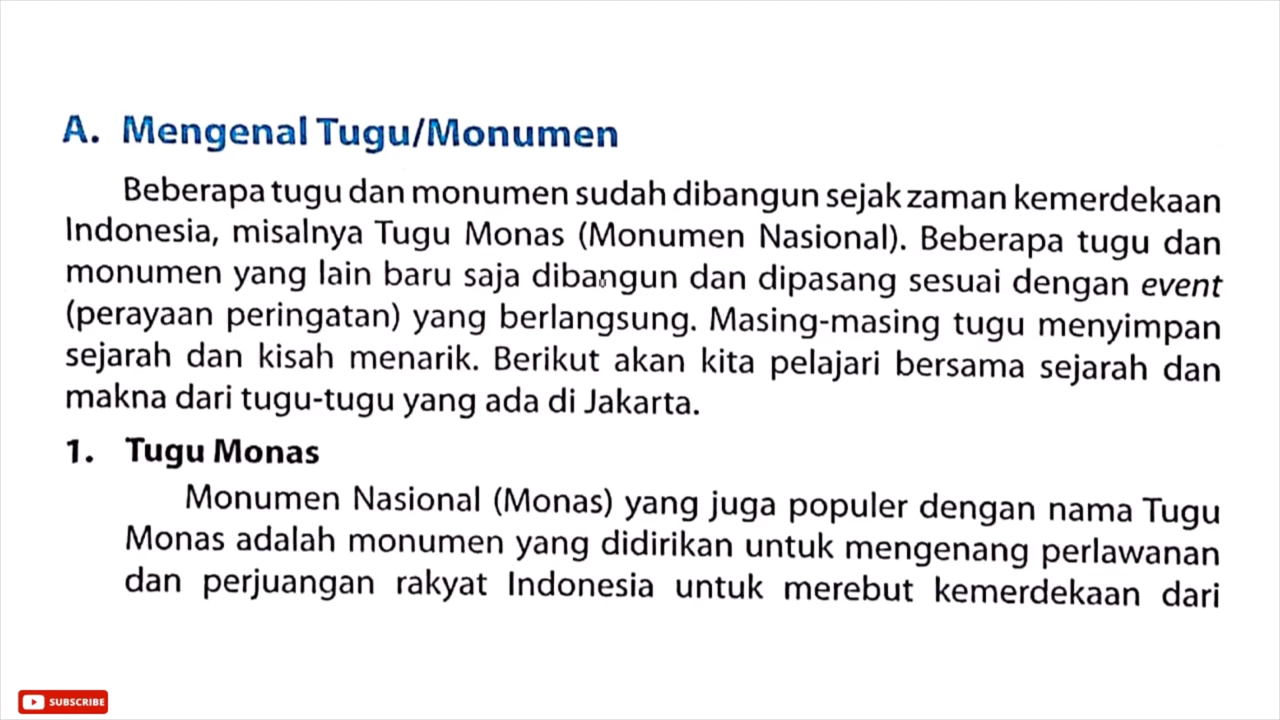 A. Mengenal Tugu/Monumen
Beberapa tugu dan monumen sudah dibangun sejak zaman kemerdekaan
Indonesia, misalnya Tugu Monas (Monumen Nasional). Beberapa tugu dan
monumen yang lain baru saja dibangun dan dipasang sesuai dengan event
(perayaan peringatan) yang berlangsung. Masing-masing tugu menyimpan
sejarah dan kisah menarik. Berikut akan kita pelajari bersama sejarah dan
makna dari tugu-tugu yang ada di Jakarta.
1. Tugu Monas
Monumen Nasional (Monas) yang juga populer dengan nama Tugu
Monas adalah monumen yang didirikan untuk mengenang perlawanan
dan perjuangan rakyat Indonesia untuk merebut kemerdekaan dari
SUBSCRIBE